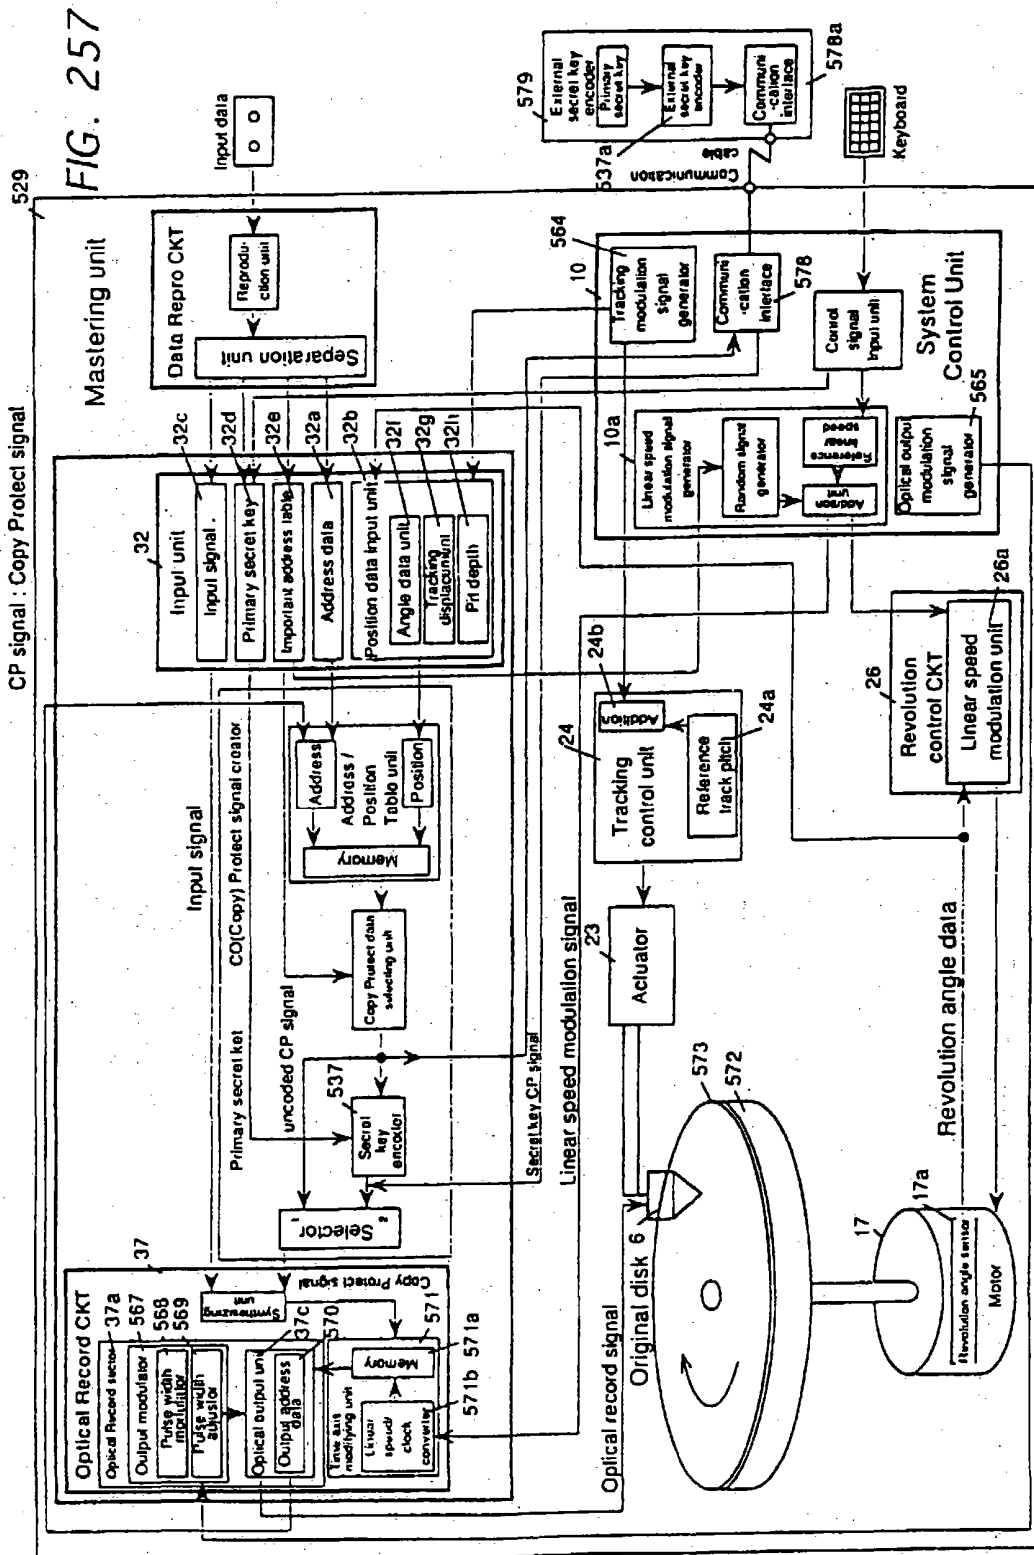 FIG. 257
CP signal : Copy Protect signal
529
Mastering unit
Input data
Data Repro CKT
Reprodu-
ction unit
Separation unit
579
External
secret key
encoder
Primary
secret key
External
secret key
encoder
Communi
-cation
interface
578a
537a
Communication
cable
Keyboard
32
Input unit
Input signal
Primary secret key
Important address table
Address data
Position data input unit
Angle data unit
Tracking
displacement
Pit depth
32c
32d
32e
32a
32b
32f
32g
32h
10
Tracking
modulation
signal
generator
564
Communi
-cation
interface
578
Control
signal
input unit
System
Control Unit
10a
Linear speed
modulation signal
generator
Random signal
generator
Reference
linear
speed
Addition
unit
Optical output
modulation
signal
generator
565
Input signal
CO(Copy) Protect signal creator
Primary secret ket
uncoded CP signal
Address
Address /
Position
Table unit
Position
Memory
Copy Protect data
selecting unit
537
Secret
key
encoder
Selector
1
2
Secret key CP signal
Linear speed modulation signal
24
Tracking
control unit
24b
Addition
Reference
track pitch
24a
23
Actuator
26
Revolution
control CKT
Linear speed
modulation unit
26a
Revolution angle data
37
Optical Record CKT
37a
Optical Record sector
567
Output modulator
568
Pulse width
modulator
569
Pulse width
adjustor
Synthesizing
unit
Copy Protect signal
37c
Optical output unit
570
Output address
data
571
Time axis
modifying unit
571a
Memory
571b
Linear
speed/
clock
converter
Optical record signal
Original disk 6
573
572
17
17a
Revolution angle sensor
Motor